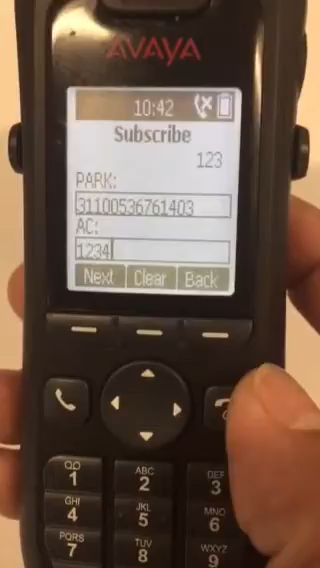 AVAYA
10:42
Subscribe
123
PARK:
31100536761403
AC:
1234
Next Clear Back
1 ABC 2 DEF 3
GHI 4 JKL 5 MNO 6
PQRS 7 TUV 8 WXYZ 9